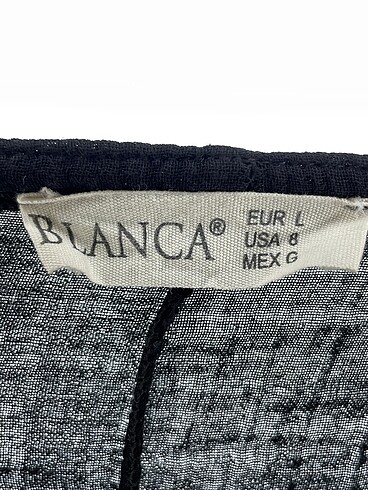 BLANCA®
EUR L
USA 8
MEX G